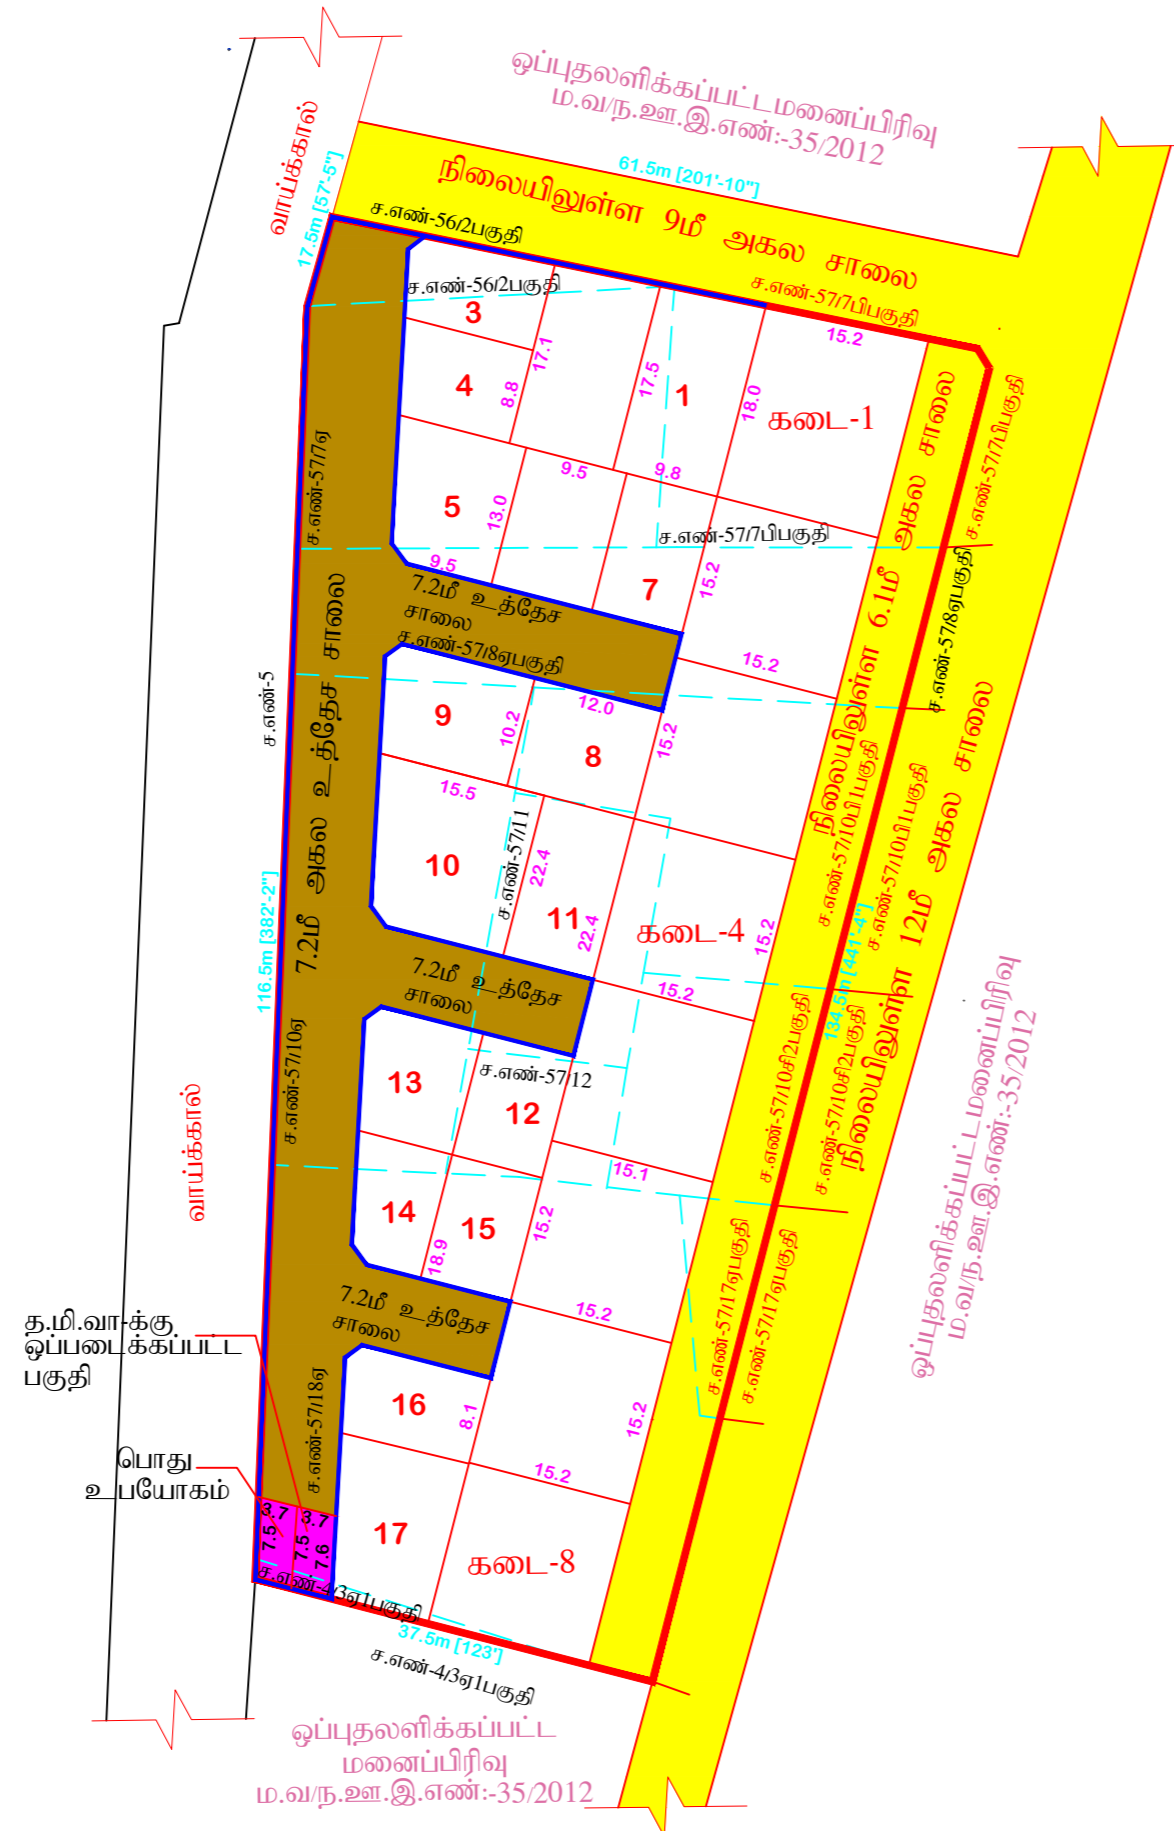 ஒப்புதலளிக்கப்பட்டமனைப்பிரிவு
ம.வ/ந.ஊ.இ.எண்:-35/2012
61.5m [201'-10"]
நிலையிலுள்ள 9மீ அகல சாலை
வாய்க்கால்
17.5m [57'-5"]
ச.எண்-56/2பகுதி
ச.எண்-56/2பகுதி
ச.எண்-57/7பிபகுதி
15.2
3
17.1
4
8.8
17.5
1
18.0
கடை-1
ச.எண்-57/7பிபகுதி
ச.எண்-57/7ஏ
5
13.0
9.5
9.8
ச.எண்-57/7பிபகுதி
9.5
7
15.2
7.2மீ உத்தேச
சாலை
ச.எண்-57/8ஏபகுதி
15.2
நிலையிலுள்ள 6.1மீ அகல சாலை
ச.எண்-57/8ஏபகுதி
ச.எண்-5
9
10.2
12.0
8
15.2
7.2மீ அகல உத்தேச சாலை
15.5
10
ச.எண்-57/11
22.4
11
22.4
கடை-4
15.2
ச.எண்-57/10பி1பகுதி
ச.எண்-57/10பி1பகுதி
நிலையிலுள்ள 12மீ அகல சாலை
134.5m [441'-4"]
116.5m [382'-2"]
7.2மீ உத்தேச
சாலை
15.2
ச.எண்-57/10ஏ
13
ச.எண்-57/12
12
ச.எண்-57/10சி2பகுதி
ச.எண்-57/10சி2பகுதி
ஒப்புதலளிக்கப்பட்டமனைப்பிரிவு
ம.வ/ந.ஊ.இ.எண்:-35/2012
வாய்க்கால்
15.1
14
15
15.2
18.9
ச.எண்-57/17ஏபகுதி
ச.எண்-57/17ஏபகுதி
7.2மீ உத்தேச
சாலை
15.2
த.மி.வா-க்கு
ஒப்படைக்கப்பட்ட
பகுதி
ச.எண்-57/18ஏ
16
8.1
15.2
பொது
உபயோகம்
15.2
3.7
3.7
7.5
7.5
7.6
17
கடை-8
ச.எண்-4/3ஏ1பகுதி
37.5m [123']
ச.எண்-4/3ஏ1பகுதி
ஒப்புதலளிக்கப்பட்ட
மனைப்பிரிவு
ம.வ/ந.ஊ.இ.எண்:-35/2012